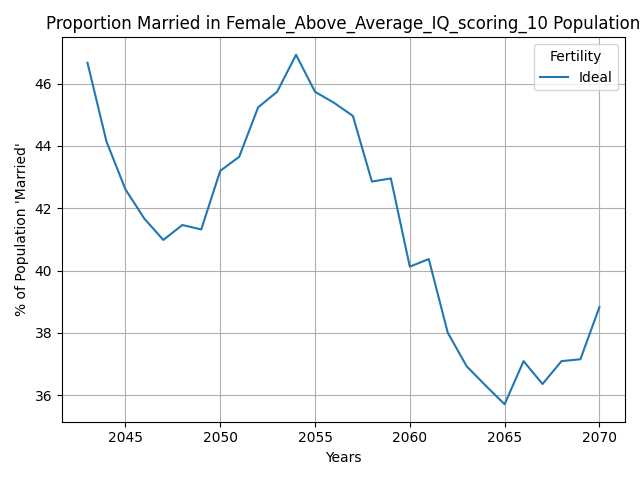 Proportion Married in Female_Above_Average_IQ_scoring_10 Population
Fertility
Ideal
% of Population 'Married'
46
44
42
40
38
36
2045 2050 2055 2060 2065 2070
Years